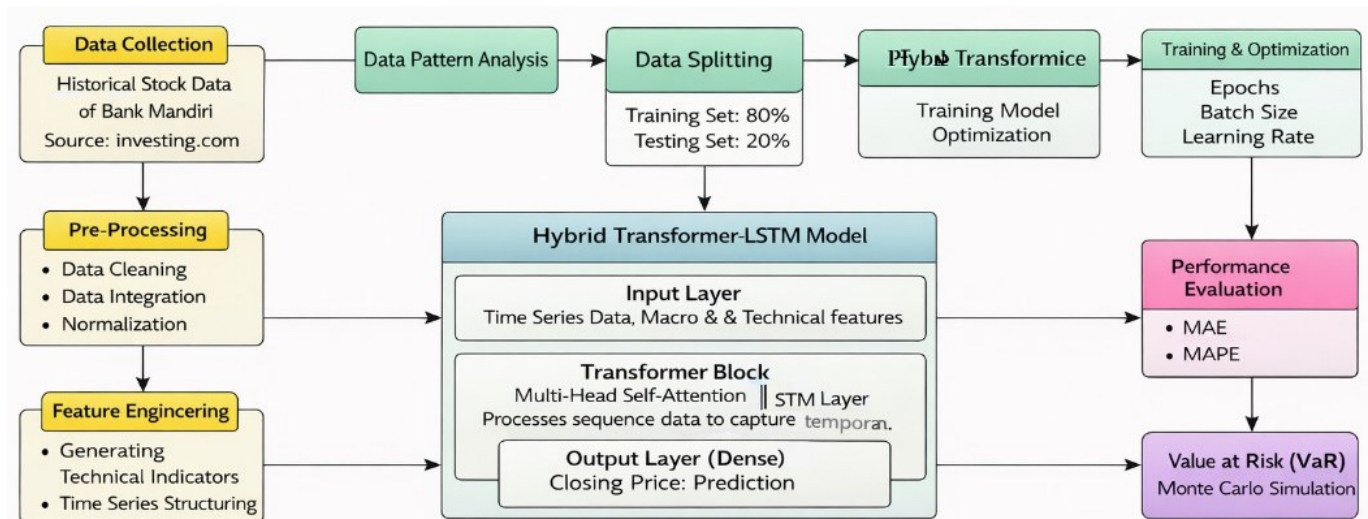 Data Collection
Historical Stock Data
of Bank Mandiri
Source: investing.com
Data Pattern Analysis
Data Splitting
Training Set: 80%
Testing Set: 20%
Transformice
Training Model
Optimization
Training & Optimization
Epochs
Batch Size
Learning Rate
Pre-Processing
• Data Cleaning
• Data Integration
• Normalization
Feature Engincering
• Generating
Technical Indicators
• Time Series Structuring
Hybrid Transformer-LSTM Model
Input Layer
Time Series Data, Macro & & Technical features
Transformer Block
Multi-Head Self-Attention ‖ STM Layer
Processes sequence data to capture temporan.
Output Layer (Dense)
Closing Price: Prediction
Performance
Evaluation
• MAE
• MAPE
Value at Risk (VaR)
Monte Carlo Simulation